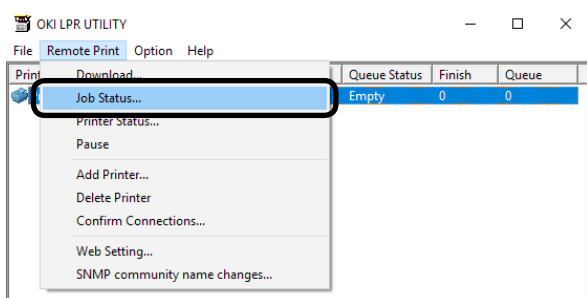 OKI LPR UTILITY
File Remote Print Option Help
Print Queue Status Finish Queue
Download...
Job Status... Empty 0 0
Printer Status...
Pause
Add Printer...
Delete Printer
Confirm Connections...
Web Setting...
SNMP community name changes...